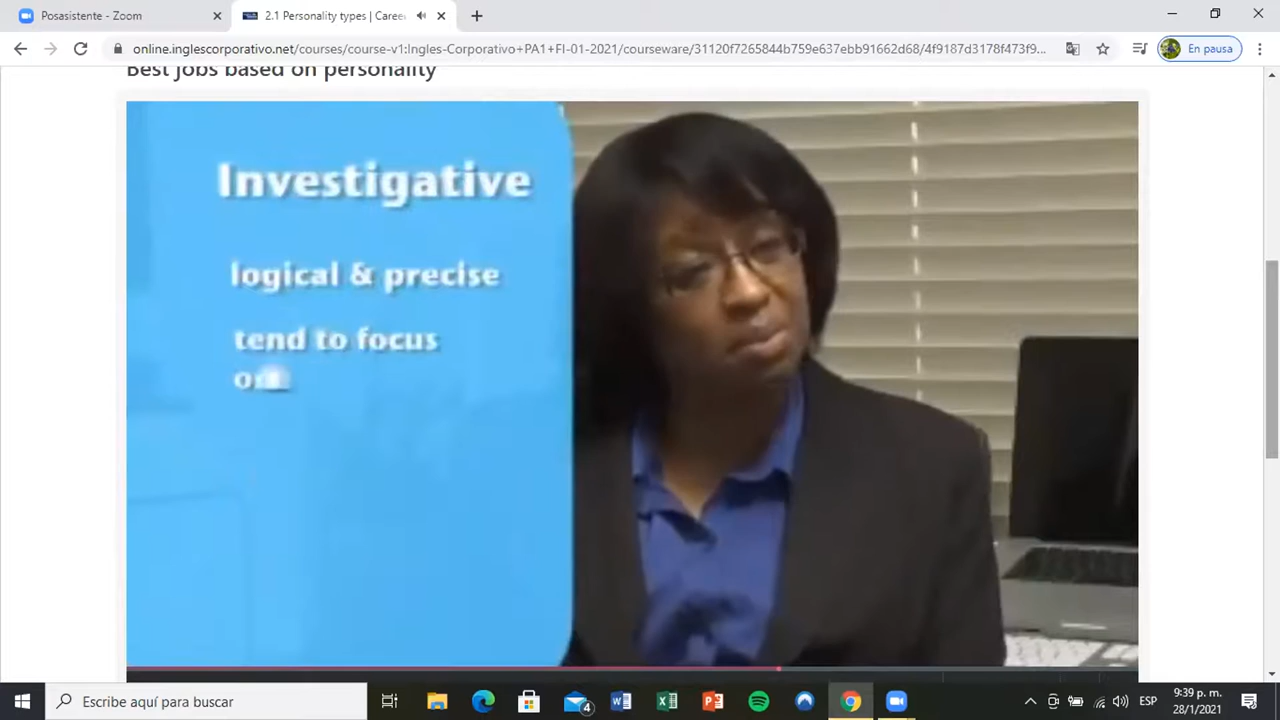 Posasistente - Zoom
2.1 Personality types | Caree
online.inglescorporativo.net/courses/course-v1:Ingles-Corporativo+PA1+FI-01-2021/courseware/31120f7265844b759e637ebb91662d68/4f9187d3178f473f9...
En pausa
Best jobs based on personality
Investigative
logical & precise
tend to focus
Escribe aquí para buscar
4
ESP
9:39 p. m.
28/1/2021